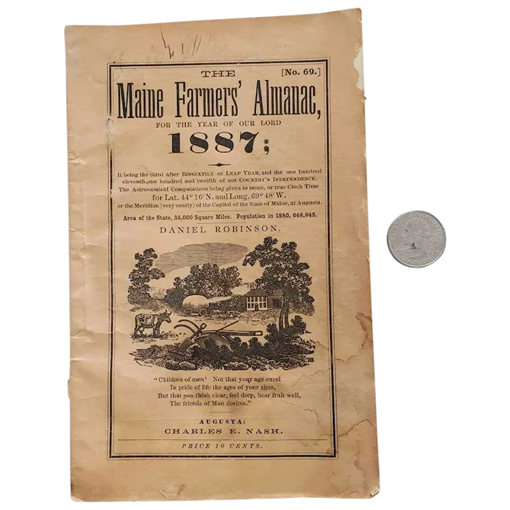 THE
[No. 69.]
Maine Farmers' Almanac,
FOR THE YEAR OF OUR LORD
1887;
It being the third after BISSEXTILE or LEAP YEAR, and the one hundred
eleventh-one hundred and twelfth of our COUNTRY'S INDEPENDENCE.
The Astronomical Computations being given to mean, or true Clock Time
for Lat. 44° 16' N. and Long. 69° 48' W.
or the Meridian (very nearly) of the Capitol of the State of Maine, at Augusta.
Area of the State, 35,000 Square Miles. Population in 1880, 648,945.
DANIEL ROBINSON.
"Children of men! Not that your age excel
In pride of life the ages of your sires,
But that you think clear, feel deep, bear fruit well,
The friends of Man desires."
AUGUSTA:
CHARLES E. NASH.
PRICE 10 CENTS.